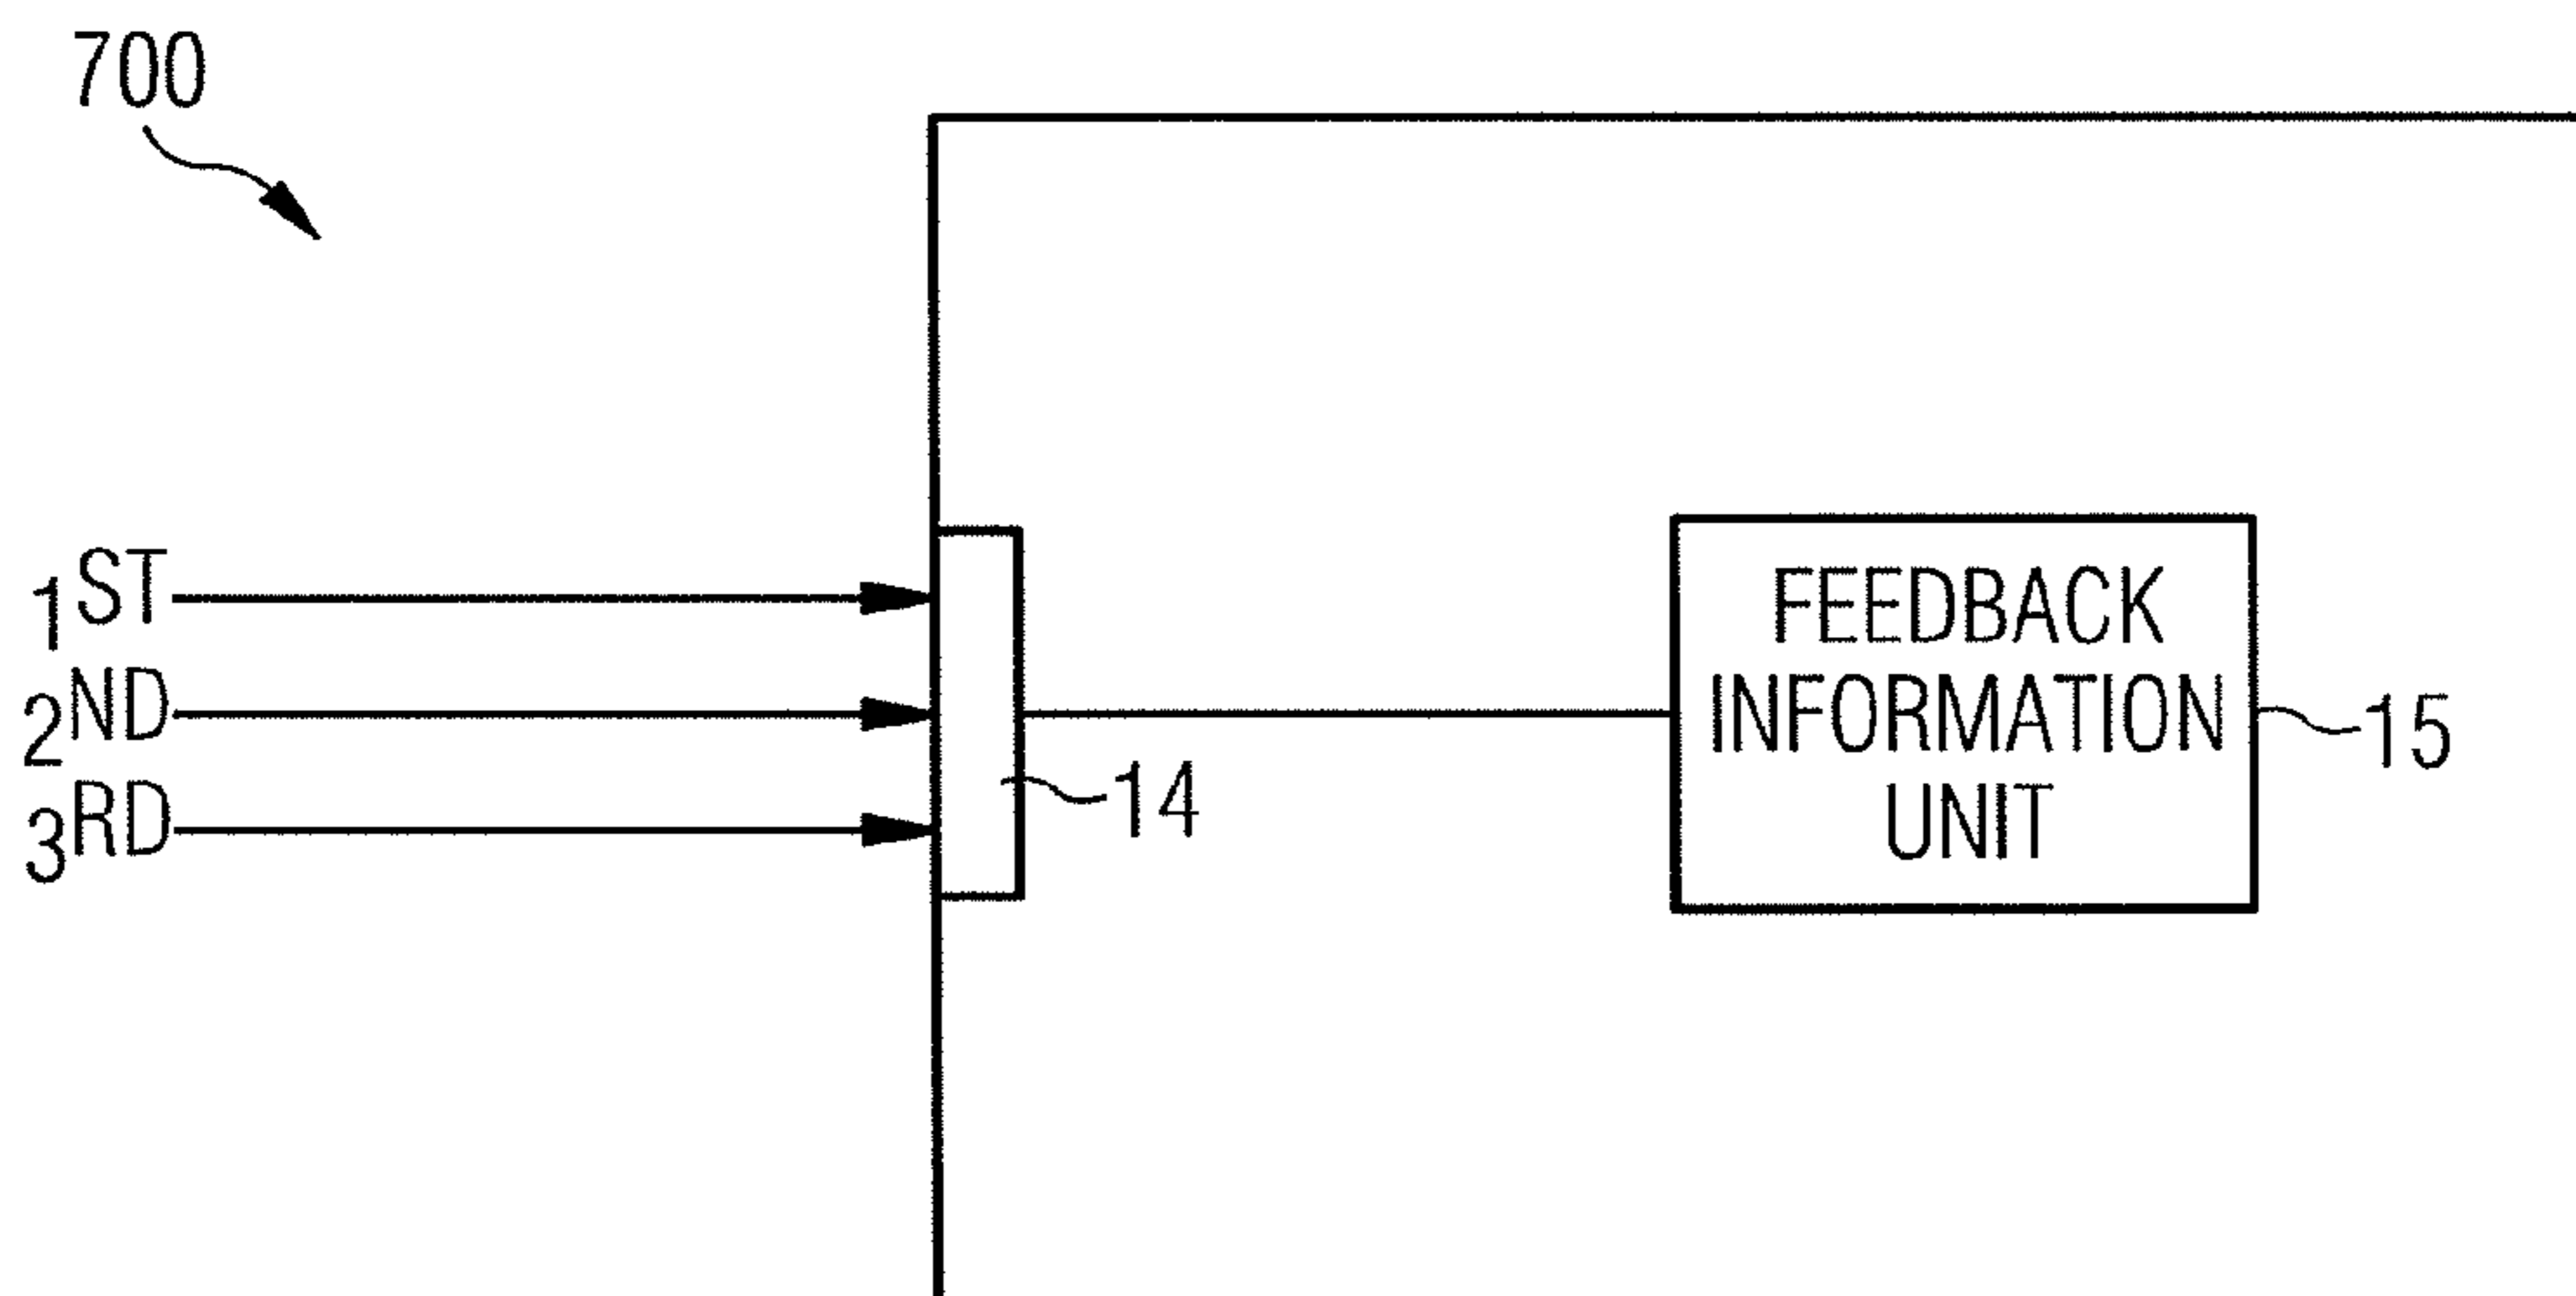 700
1ST
2ND
3RD
14
FEEDBACK
INFORMATION
UNIT
15